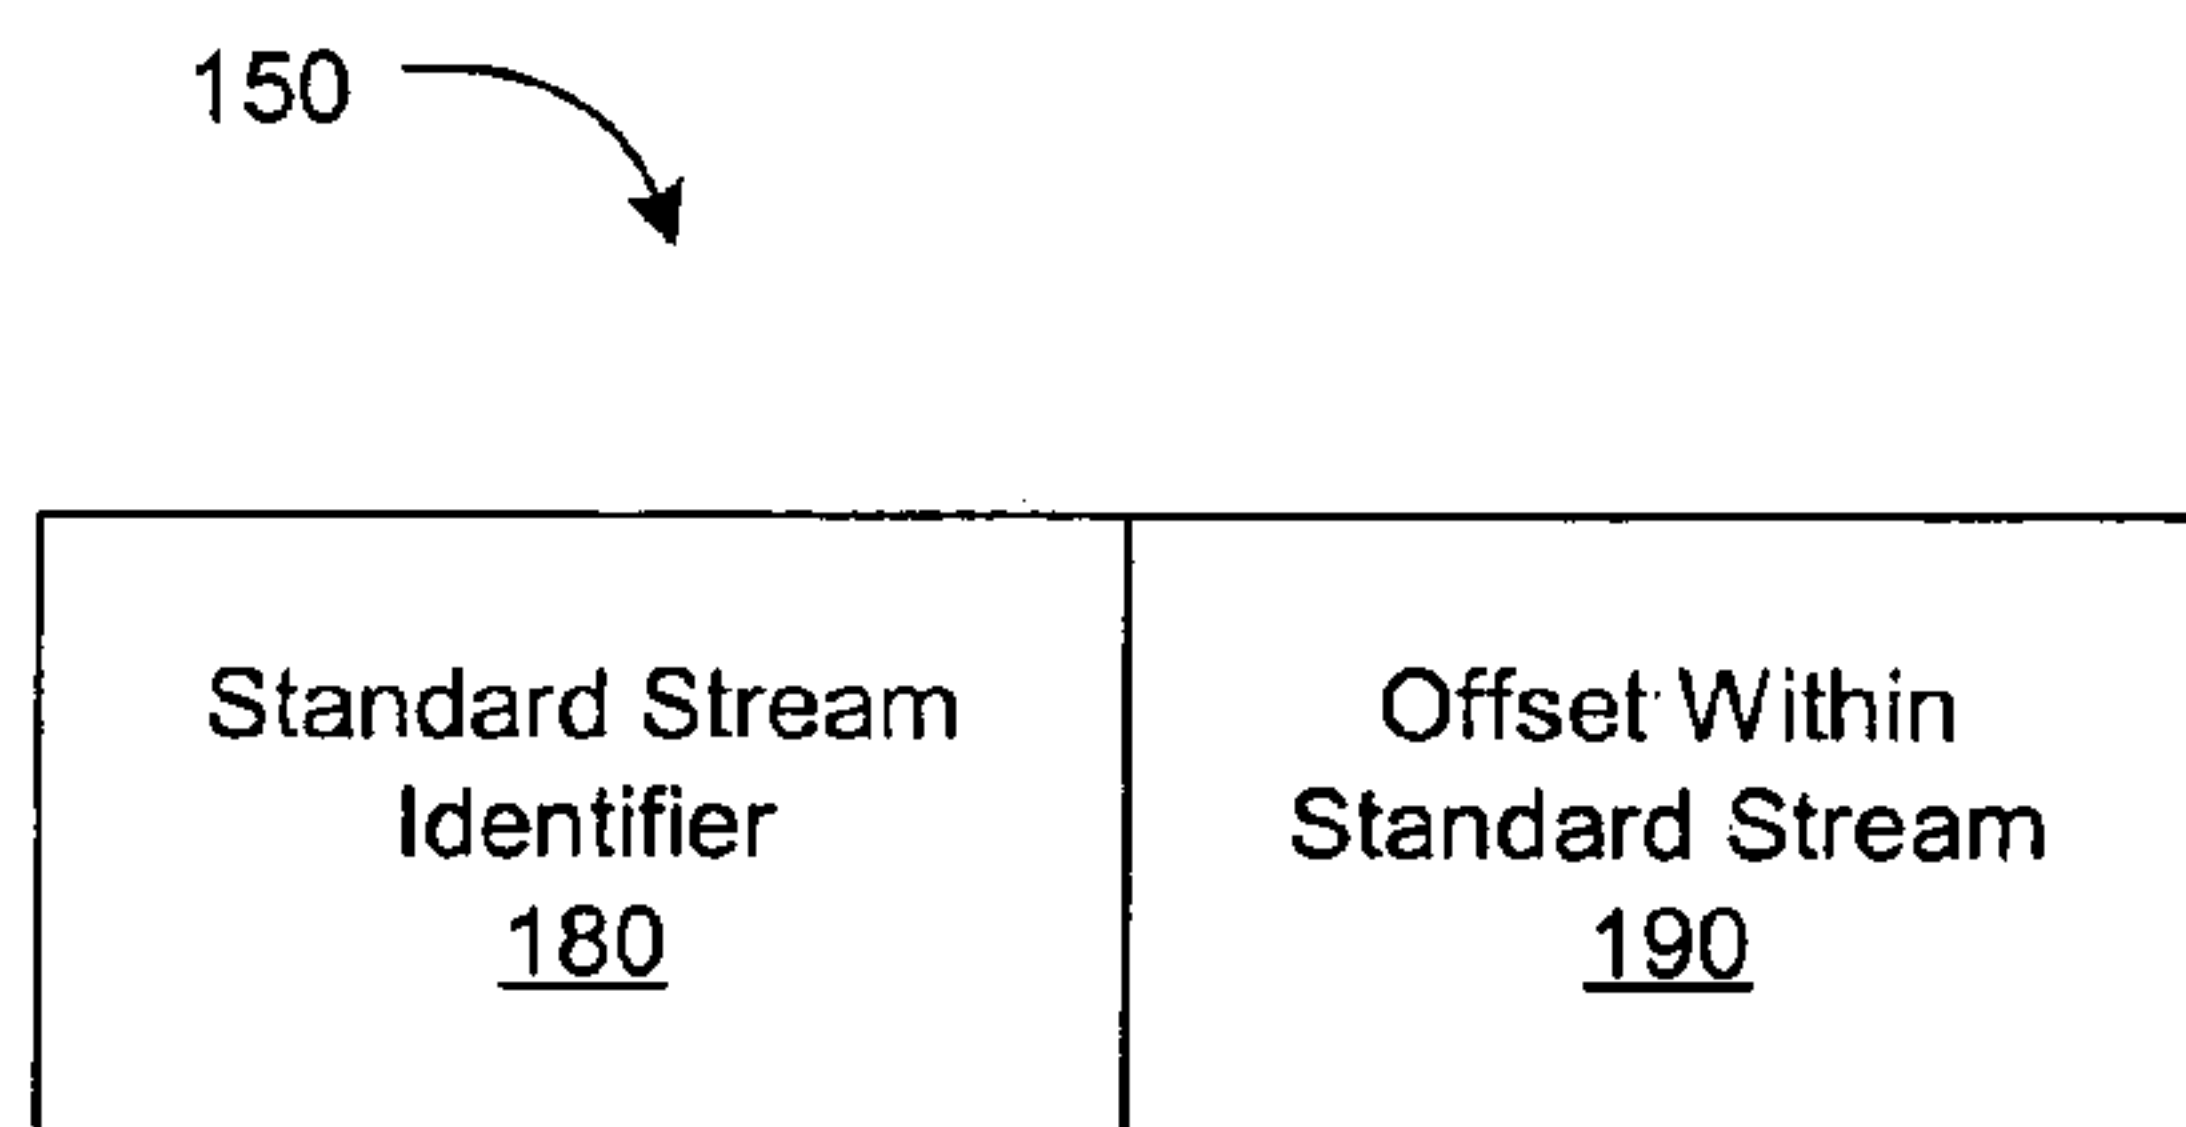 150
Standard Stream
Identifier
180
Offset Within
Standard Stream
190